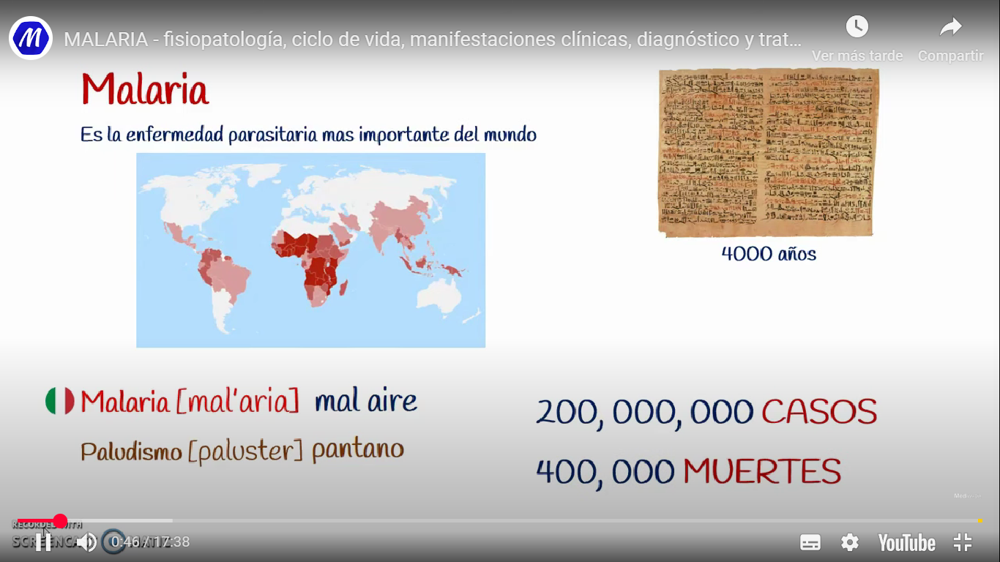 MALARIA - fisiopatología, ciclo de vida, manifestaciones clínicas, diagnóstico y trat...
Ver más tarde
Compartir
Malaria
Es la enfermedad parasitaria mas importante del mundo
4000 años
Malaria [mal'aria] mal aire
Paludismo [paluster] pantano
200, 000, 000 CASOS
400, 000 MUERTES
RECORDED WITH
0:46 / 17:38
YouTube